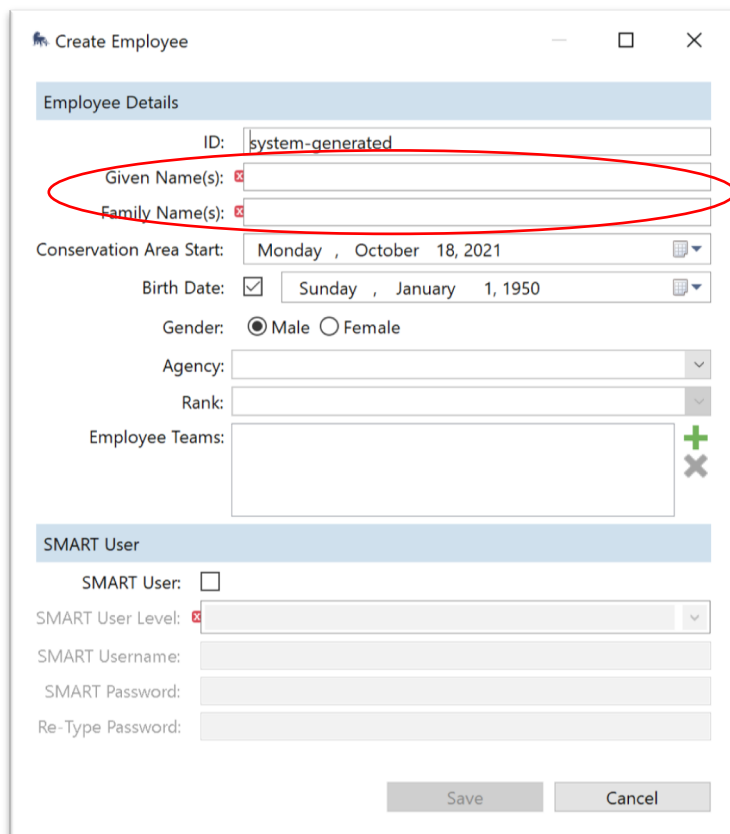 Create Employee
Employee Details
ID: system-generated
Given Name(s):
Family Name(s):
Conservation Area Start: Monday , October 18, 2021
Birth Date: Sunday , January 1, 1950
Gender: Male Female
Agency:
Rank:
Employee Teams:
SMART User
SMART User:
SMART User Level:
SMART Username:
SMART Password:
Re-Type Password:
Save Cancel